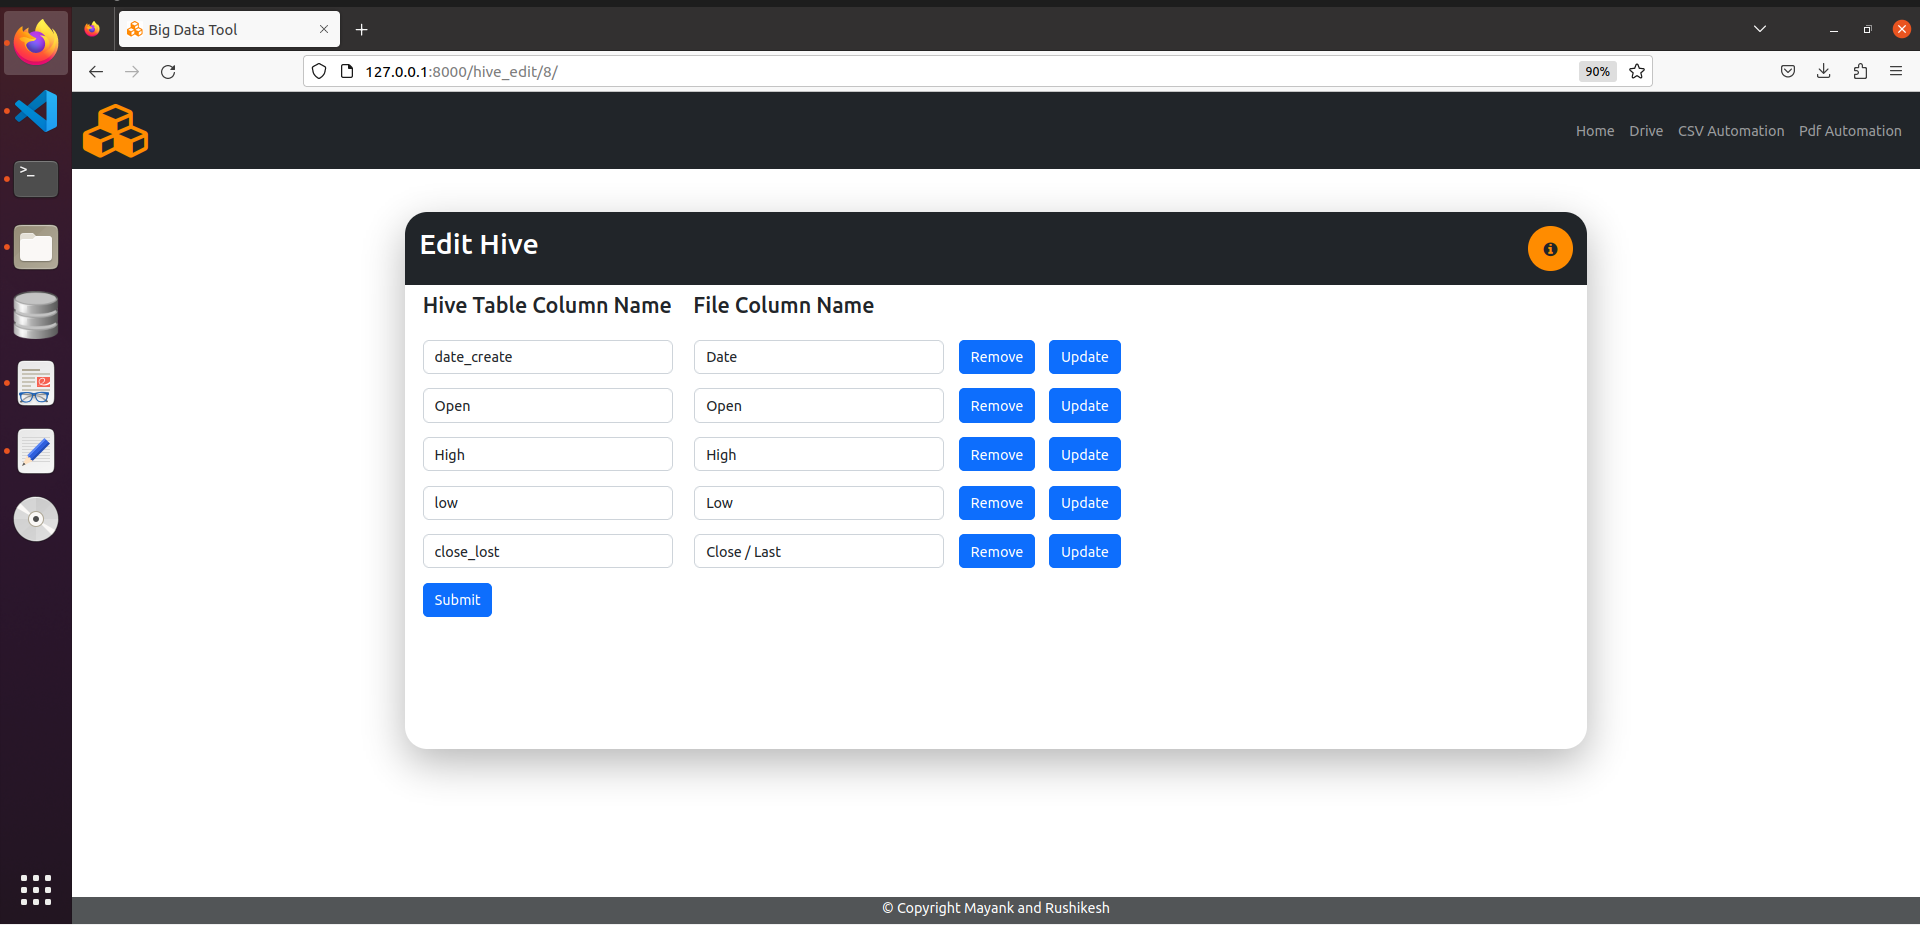 Big Data Tool
127.0.0.1:8000/hive_edit/8/
90%
Home Drive CSV Automation Pdf Automation
Edit Hive
Hive Table Column Name File Column Name
date_create Date Remove Update
Open Open Remove Update
High High Remove Update
low Low Remove Update
close_lost Close / Last Remove Update
Submit
© Copyright Mayank and Rushikesh